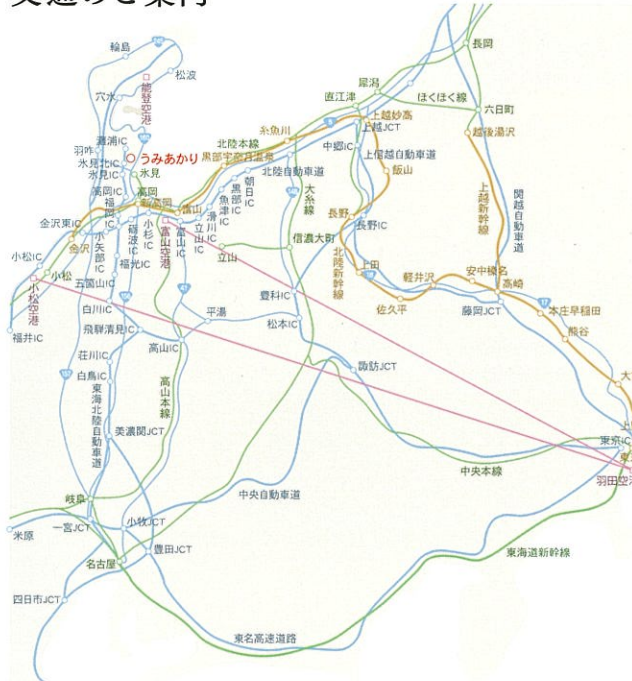 交通のご案内
輪島
249
松波
穴水
能登空港
灘浦IC
羽咋
氷見北IC
氷見IC
うみあかり
氷見
高岡IC
高岡
福岡IC
新高岡
金沢東IC
金沢
小矢部IC
砺波IC
小杉IC
富山空港
富山
富山IC
立山IC
滑川IC
魚津IC
黒部IC
朝日IC
北陸本線
黒部宇奈月温泉
糸魚川
北陸自動車道
直江津
犀潟
ほくほく線
長岡
六日町
越後湯沢
上越妙高
上越JCT
8
中郷IC
上信越自動車道
飯山
上越新幹線
関越自動車道
大糸線
長野
長野IC
信濃大町
立山
小松IC
小松
小松空港
福光IC
五箇山IC
白川IC
飛騨清見IC
福井IC
41
平湯
豊科IC
松本IC
高山IC
北陸新幹線
上田
18
軽井沢
安中榛名
高崎
佐久平
藤岡JCT
17
本庄早稲田
熊谷
荘川IC
白鳥IC
東海北陸自動車道
高山本線
諏訪JCT
美濃関JCT
東京IC
羽田空
中央本線
中央自動車道
岐阜
一宮JCT
小牧JCT
米原
名古屋
豊田JCT
東海道新幹線
四日市JCT
東名高速道路